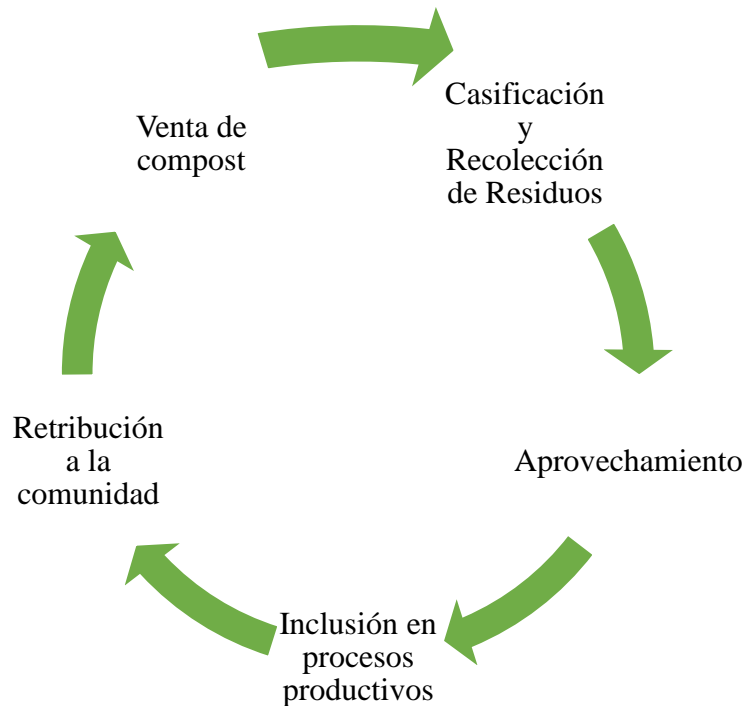 Venta de
compost
Casificación
y
Recolección
de Residuos
Aprovechamiento
Inclusión en
procesos
productivos
Retribución
a la
comunidad